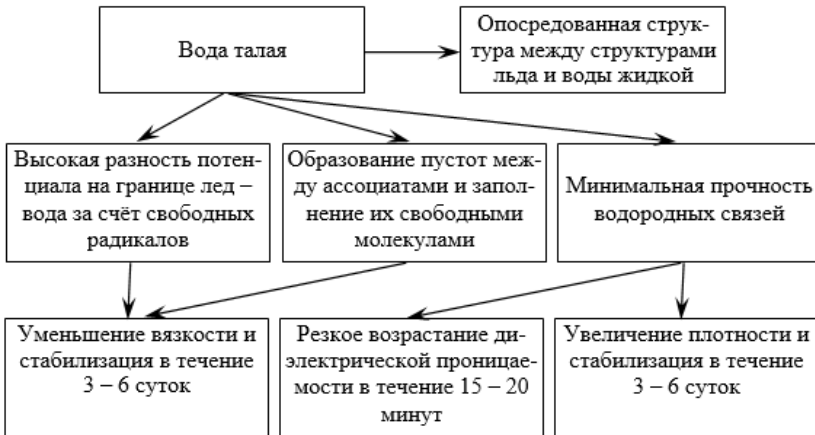 Вода талая
Опосредованная струк-
тура между структурами
льда и воды жидкой
Высокая разность потен-
циала на границе лед –
вода за счёт свободных
радикалов
Образование пустот меж-
ду ассоциатами и запол-
нение их свободными
молекулами
Минимальная прочность
водородных связей
Уменьшение вязкости и
стабилизация в течение
3 – 6 суток
Резкое возрастание ди-
электрической проницае-
мости в течение 15 – 20
минут
Увеличение плотности и
стабилизация в течение
3 – 6 суток